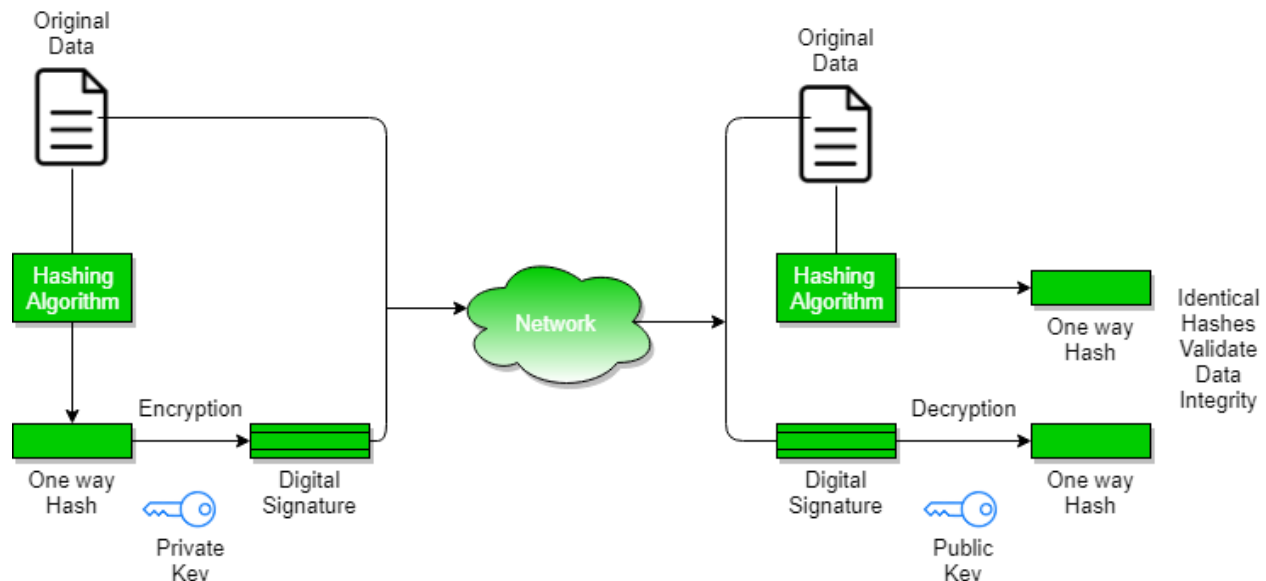 Original
Data
Hashing
Algorithm
Encryption
One way
Hash
Digital
Signature
Private
Key
Network
Original
Data
Hashing
Algorithm
One way
Hash
Identical
Hashes
Validate
Data
Integrity
Decryption
Digital
Signature
One way
Hash
Public
Key